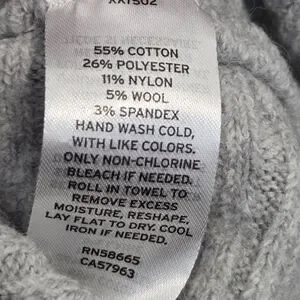 55% COTTON
26% POLYESTER
11% NYLON
5% WOOL
3% SPANDEX
HAND WASH COLD,
WITH LIKE COLORS.
ONLY NON-CHLORINE
BLEACH IF NEEDED.
ROLL IN TOWEL TO
REMOVE EXCESS
MOISTURE, RESHAPE,
LAY FLAT TO DRY. COOL
IRON IF NEEDED.
RN58665
CA57963